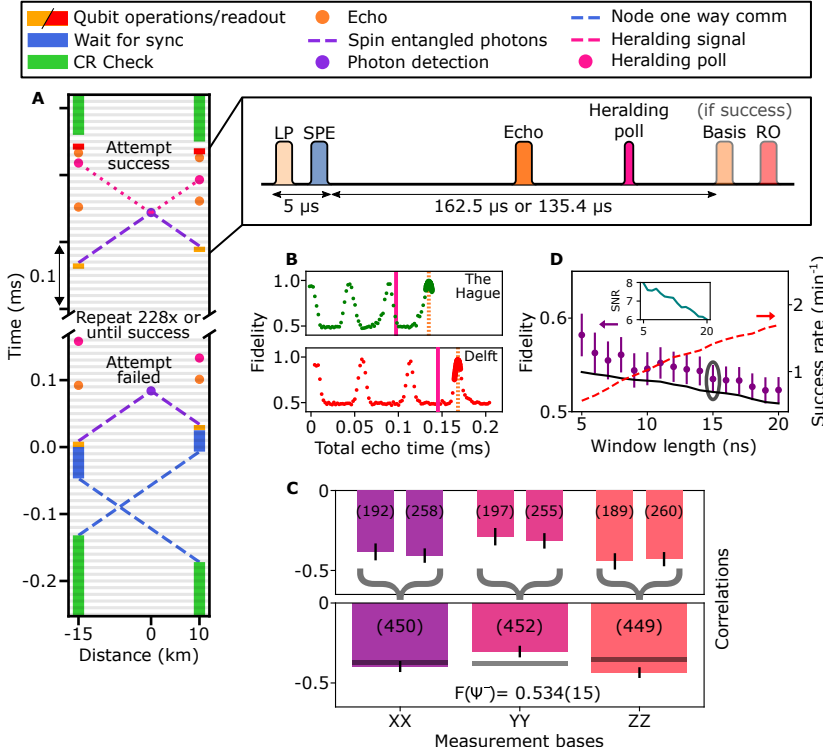 Qubit operations/readout
Wait for sync
CR Check
Echo
Spin entangled photons
Photon detection
Node one way comm
Heralding signal
Heralding poll
A
Attempt
success
Repeat 228x or
until success
Attempt
failed
Time (ms)
0.1
0.1
0.0
-0.1
-0.2
-15
0
10
Distance (km)
LP
SPE
Echo
Heralding
poll
(if success)
Basis
RO
5 μs
162.5 μs or 135.4 μs
B
The
Hague
Fidelity
1.0
0.5
Delft
Fidelity
1.0
0.5
0.0
0.1
0.2
Total echo time (ms)
D
SNR
8
7
6
5
20
Fidelity
0.6
0.5
5
10
15
20
Window length (ns)
2
1
Success rate (min⁻¹)
C
0
-0.5
(192)
(258)
(197)
(255)
(189)
(260)
0
-0.5
(450)
(452)
(449)
F(Ψ⁻) = 0.534(15)
XX
YY
ZZ
Measurement bases
Correlations